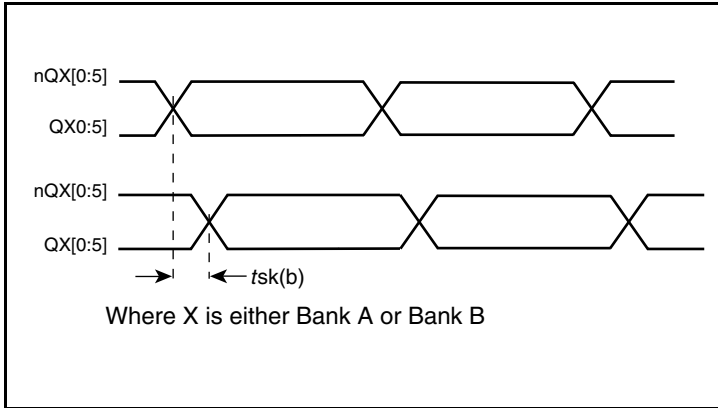 nQX[0:5]
QX0:5]
nQX[0:5]
QX[0:5]
tsk(b)
Where X is either Bank A or Bank B